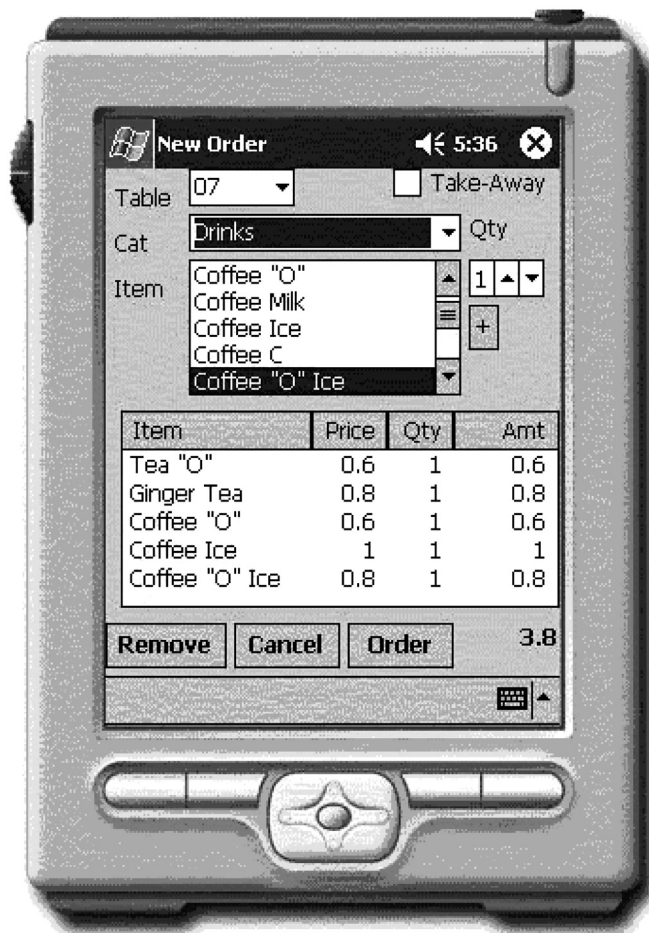 New Order 5:36
Table 07 Take-Away
Cat Drinks Qty
Item Coffee "O" 1
Coffee Milk
Coffee Ice +
Coffee C
Coffee "O" Ice
Item Price Qty Amt
Tea "O" 0.6 1 0.6
Ginger Tea 0.8 1 0.8
Coffee "O" 0.6 1 0.6
Coffee Ice 1 1 1
Coffee "O" Ice 0.8 1 0.8
Remove Cancel Order 3.8